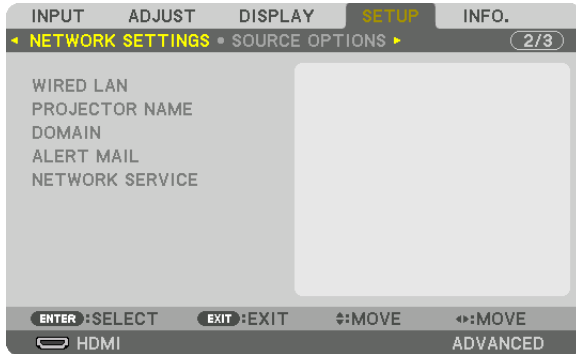 INPUT ADJUST DISPLAY SETUP INFO.
NETWORK SETTINGS • SOURCE OPTIONS 2/3
WIRED LAN
PROJECTOR NAME
DOMAIN
ALERT MAIL
NETWORK SERVICE
ENTER :SELECT EXIT :EXIT :MOVE :MOVE
HDMI ADVANCED